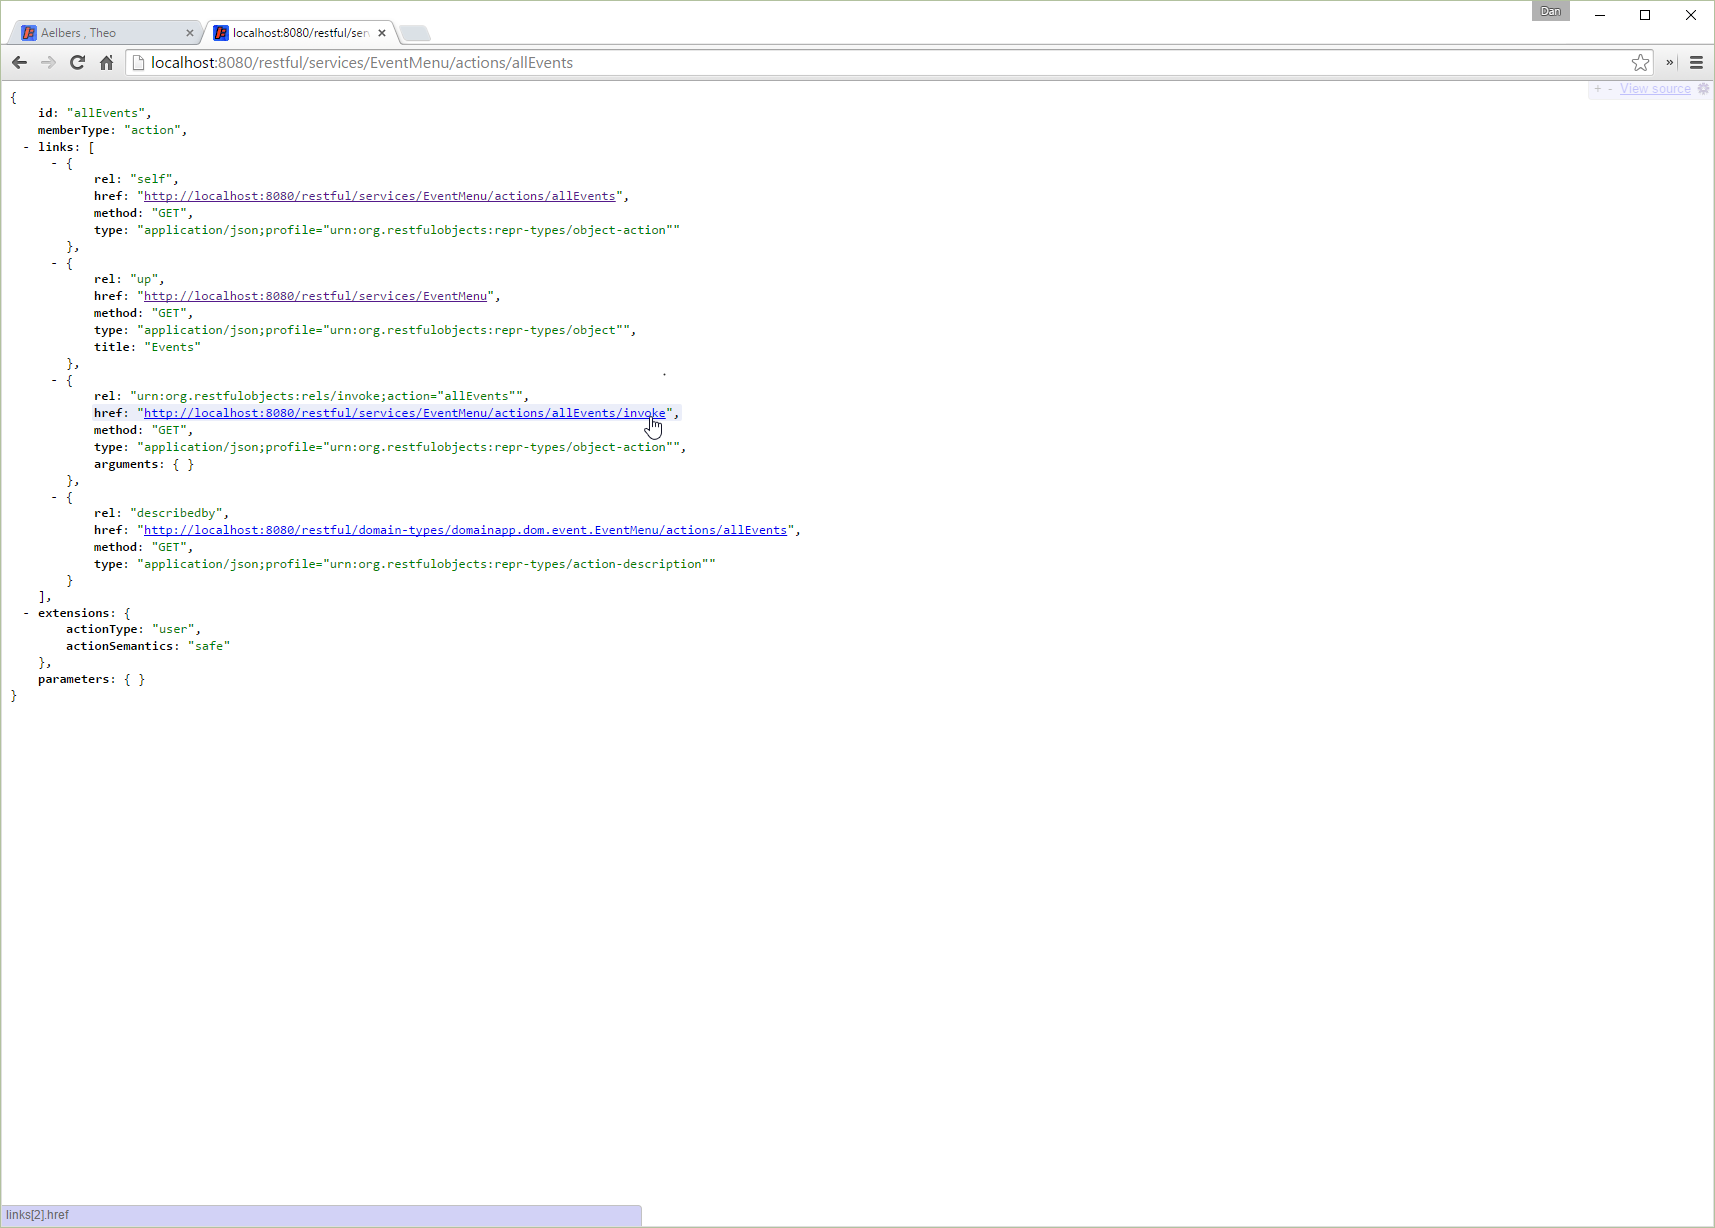 Dan
Aelbers , Theo
localhost:8080/restful/ser
localhost:8080/restful/services/EventMenu/actions/allEvents
+ - View source
{
id: "allEvents",
memberType: "action",
- links: [
- {
rel: "self",
href: "http://localhost:8080/restful/services/EventMenu/actions/allEvents",
method: "GET",
type: "application/json;profile="urn:org.restfulobjects:repr-types/object-action""
},
- {
rel: "up",
href: "http://localhost:8080/restful/services/EventMenu",
method: "GET",
type: "application/json;profile="urn:org.restfulobjects:repr-types/object"",
title: "Events"
},
- {
rel: "urn:org.restfulobjects:rels/invoke;action="allEvents"",
href: "http://localhost:8080/restful/services/EventMenu/actions/allEvents/invoke",
method: "GET",
type: "application/json;profile="urn:org.restfulobjects:repr-types/object-action"",
arguments: { }
},
- {
rel: "describedby",
href: "http://localhost:8080/restful/domain-types/domainapp.dom.event.EventMenu/actions/allEvents",
method: "GET",
type: "application/json;profile="urn:org.restfulobjects:repr-types/action-description""
}
],
- extensions: {
actionType: "user",
actionSemantics: "safe"
},
parameters: { }
}
links[2].href